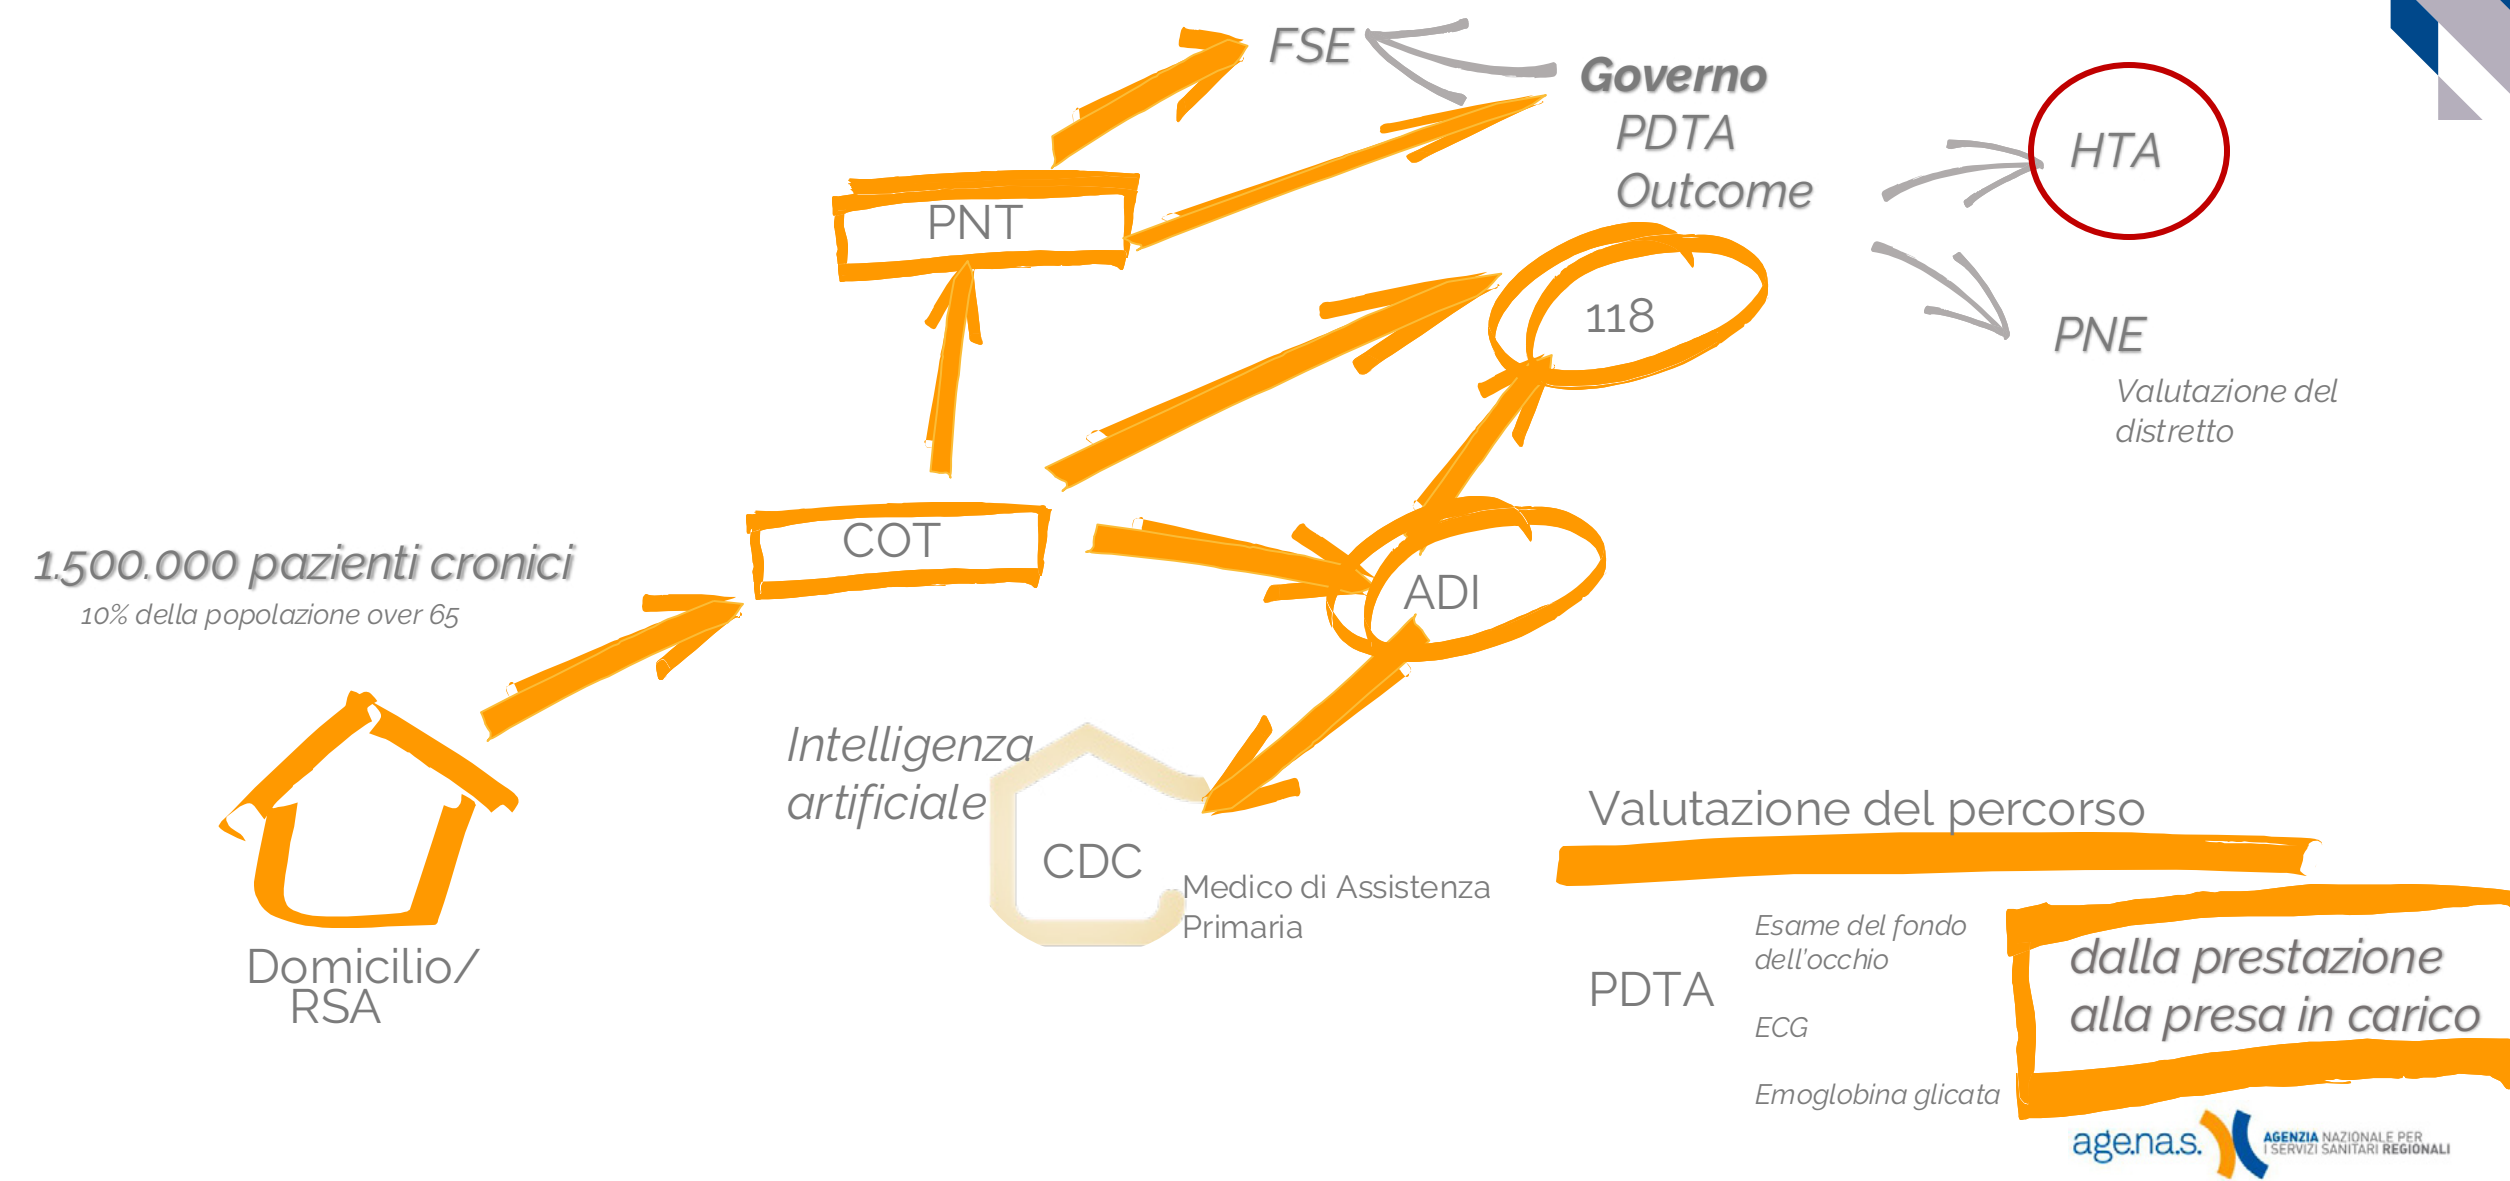 FSE
Governo
PDTA
Outcome
HTA
PNT
118
PNE
Valutazione del
distretto
COT
1.500.000 pazienti cronici
10% della popolazione over 65
ADI
Intelligenza
artificiale
CDC
Medico di Assistenza
Primaria
Domicilio/
RSA
Valutazione del percorso
PDTA
Esame del fondo
dell'occhio
ECG
Emoglobina glicata
dalla prestazione
alla presa in carico
age.na.s.
AGENZIA NAZIONALE PER
I SERVIZI SANITARI REGIONALI